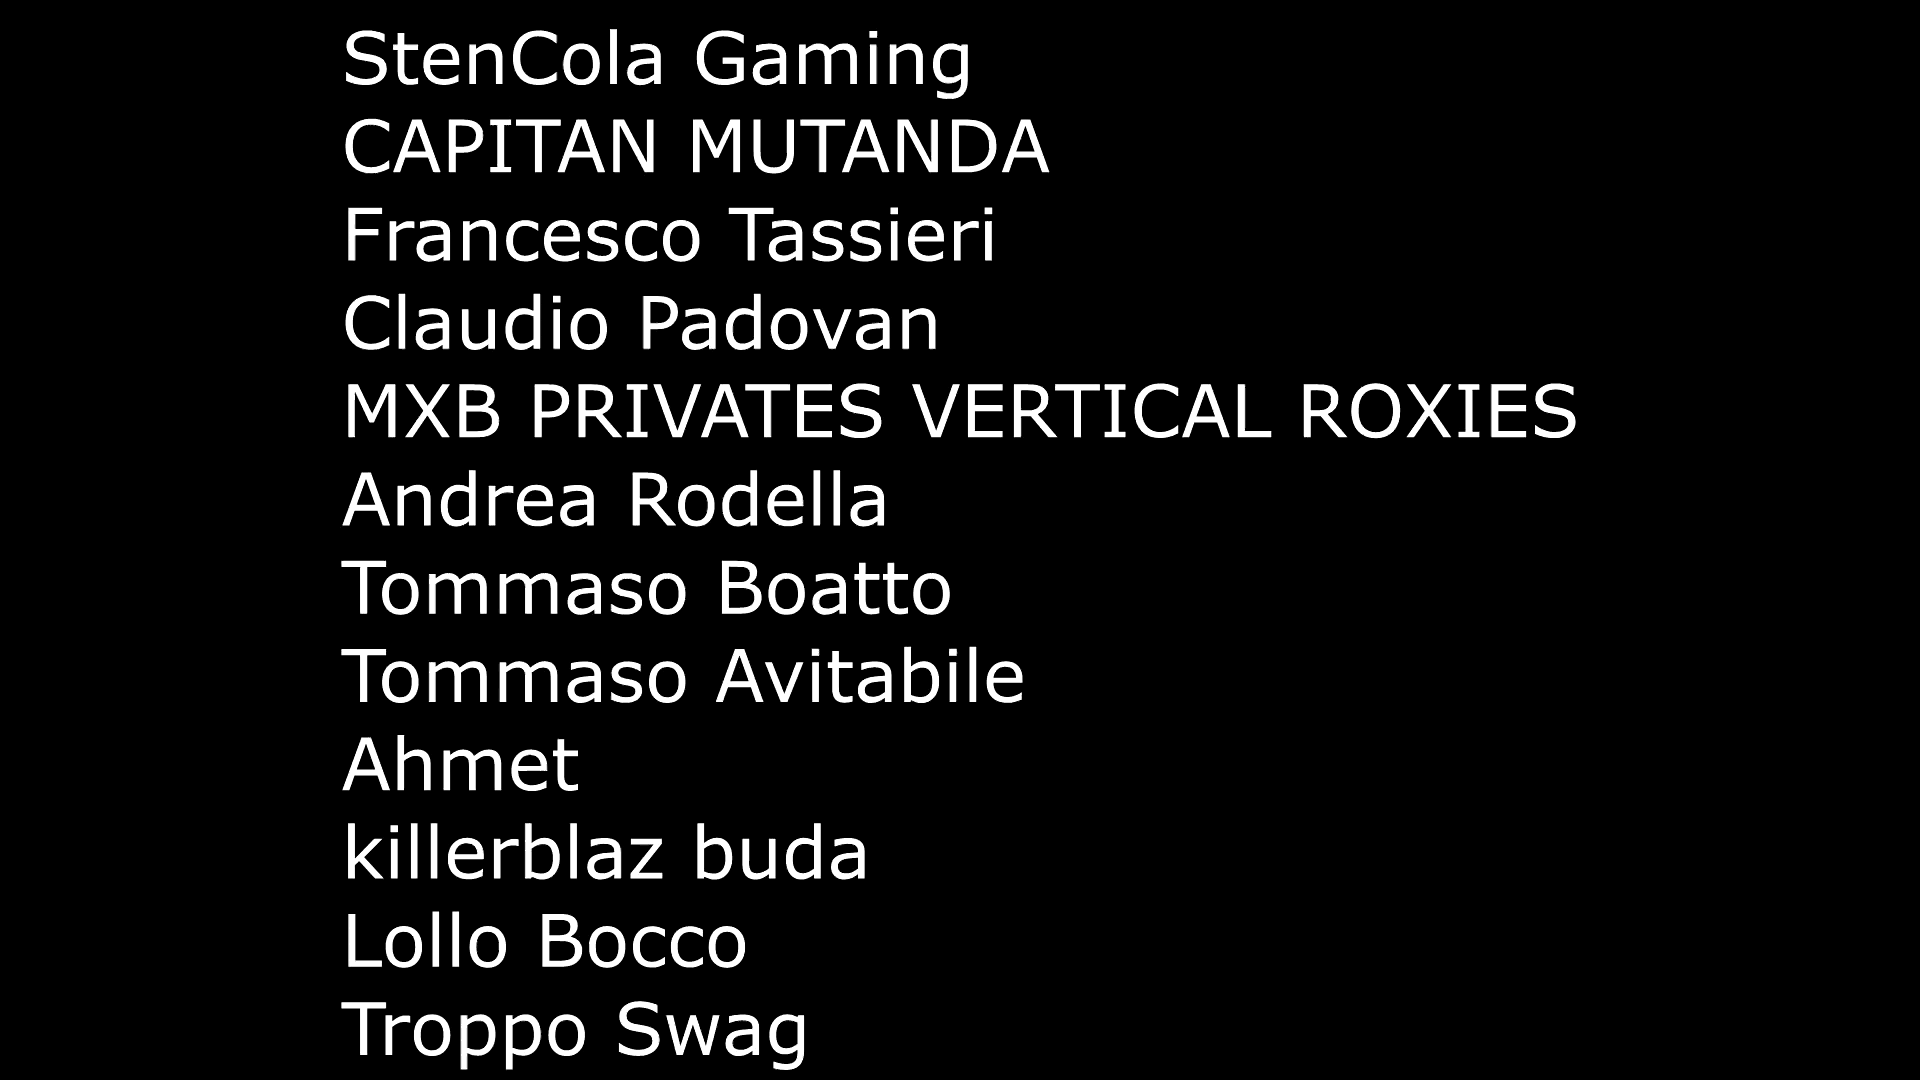 StenCola Gaming
CAPITAN MUTANDA
Francesco Tassieri
Claudio Padovan
MXB PRIVATES VERTICAL ROXIES
Andrea Rodella
Tommaso Boatto
Tommaso Avitabile
Ahmet
killerblaz buda
Lollo Bocco
Troppo Swag